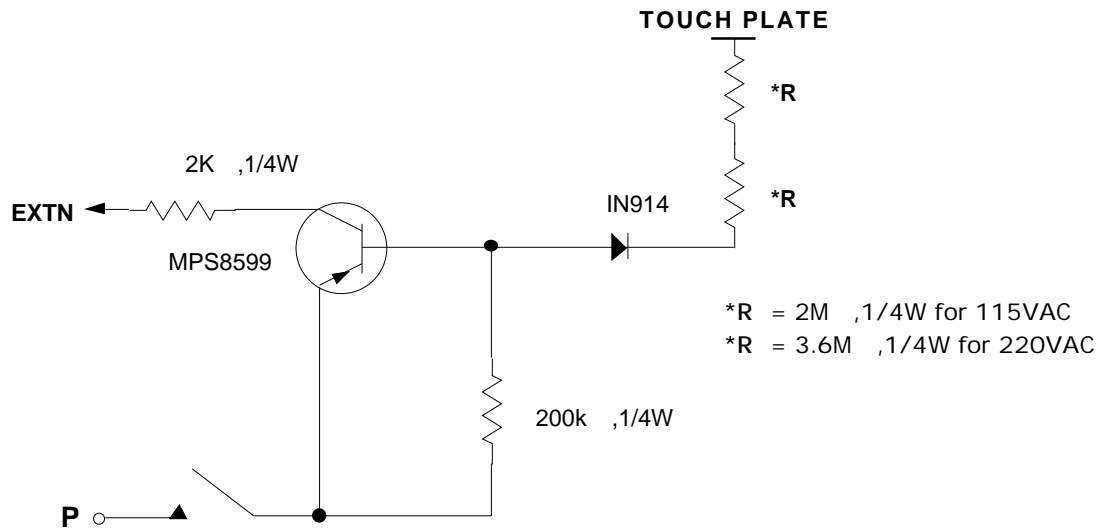 TOUCH PLATE
*R
2K ,1/4W
EXTN
IN914
*R
MPS8599
*R = 2M ,1/4W for 115VAC
*R = 3.6M ,1/4W for 220VAC
200k ,1/4W
P